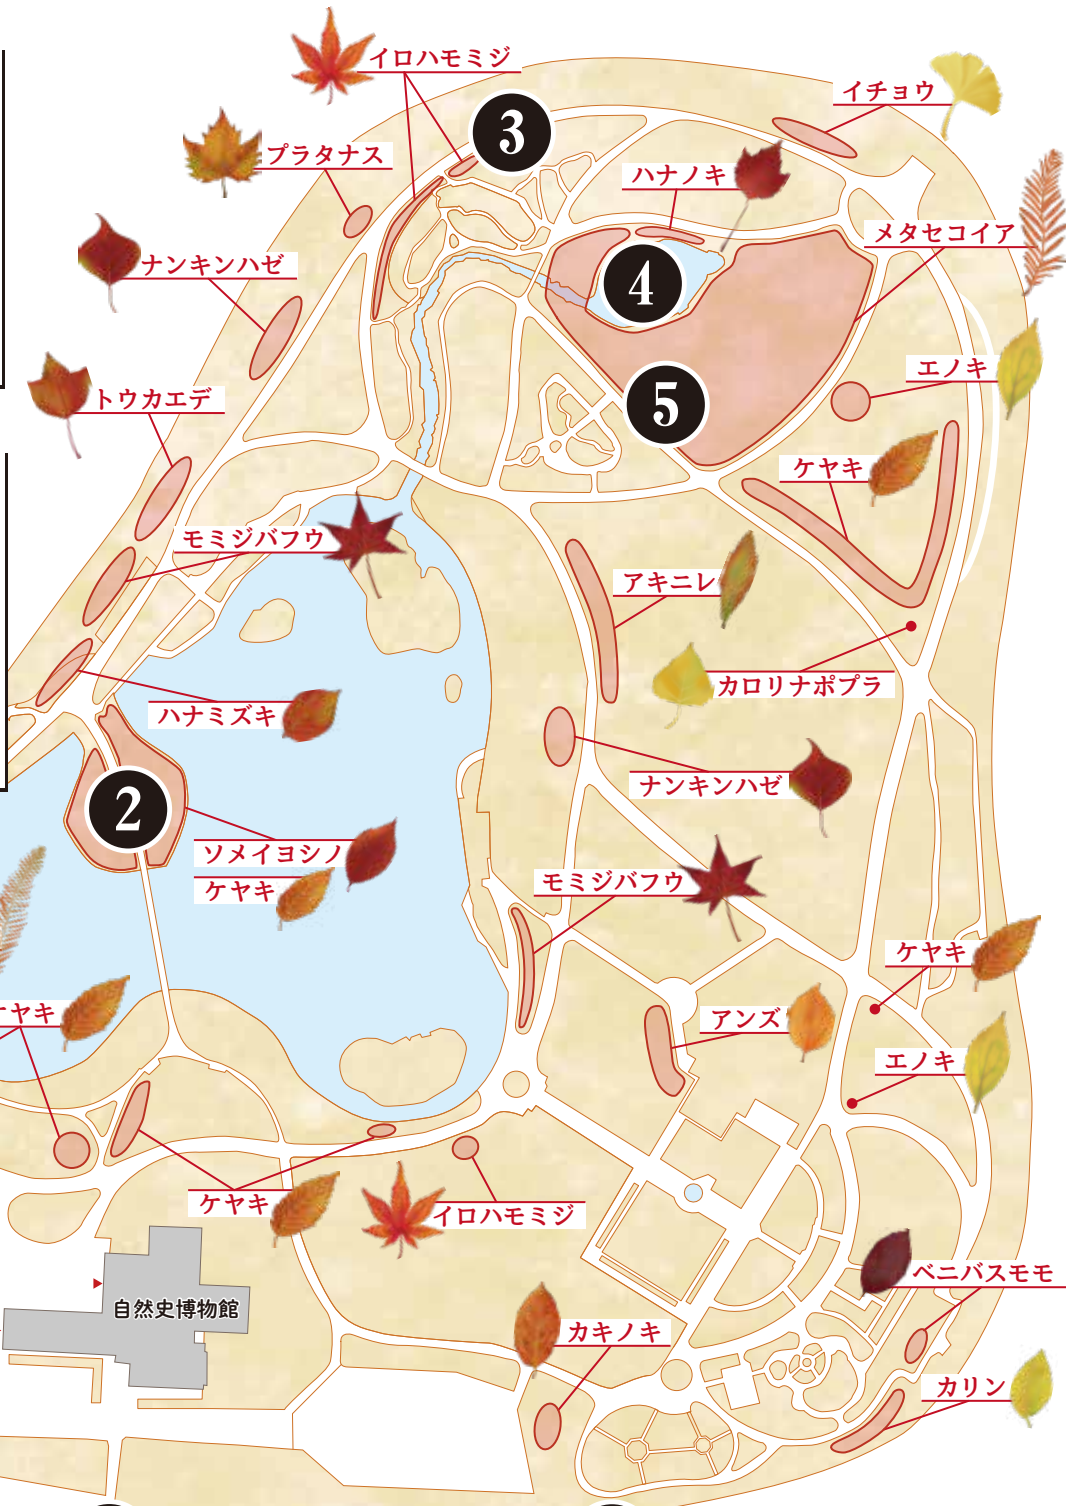 イロハモミジ
3
イチョウ
プラタナス
ハナノキ
メタセコイア
ナンキンハゼ
4
エノキ
5
トウカエデ
ケヤキ
モミジバフウ
アキニレ
カロリナポプラ
ハナミズキ
ナンキンハゼ
2
ソメイヨシノ
ケヤキ
モミジバフウ
ケヤキ
ケヤキ
アンズ
エノキ
ケヤキ
イロハモミジ
ベニバスモモ
自然史博物館
カキノキ
カリン